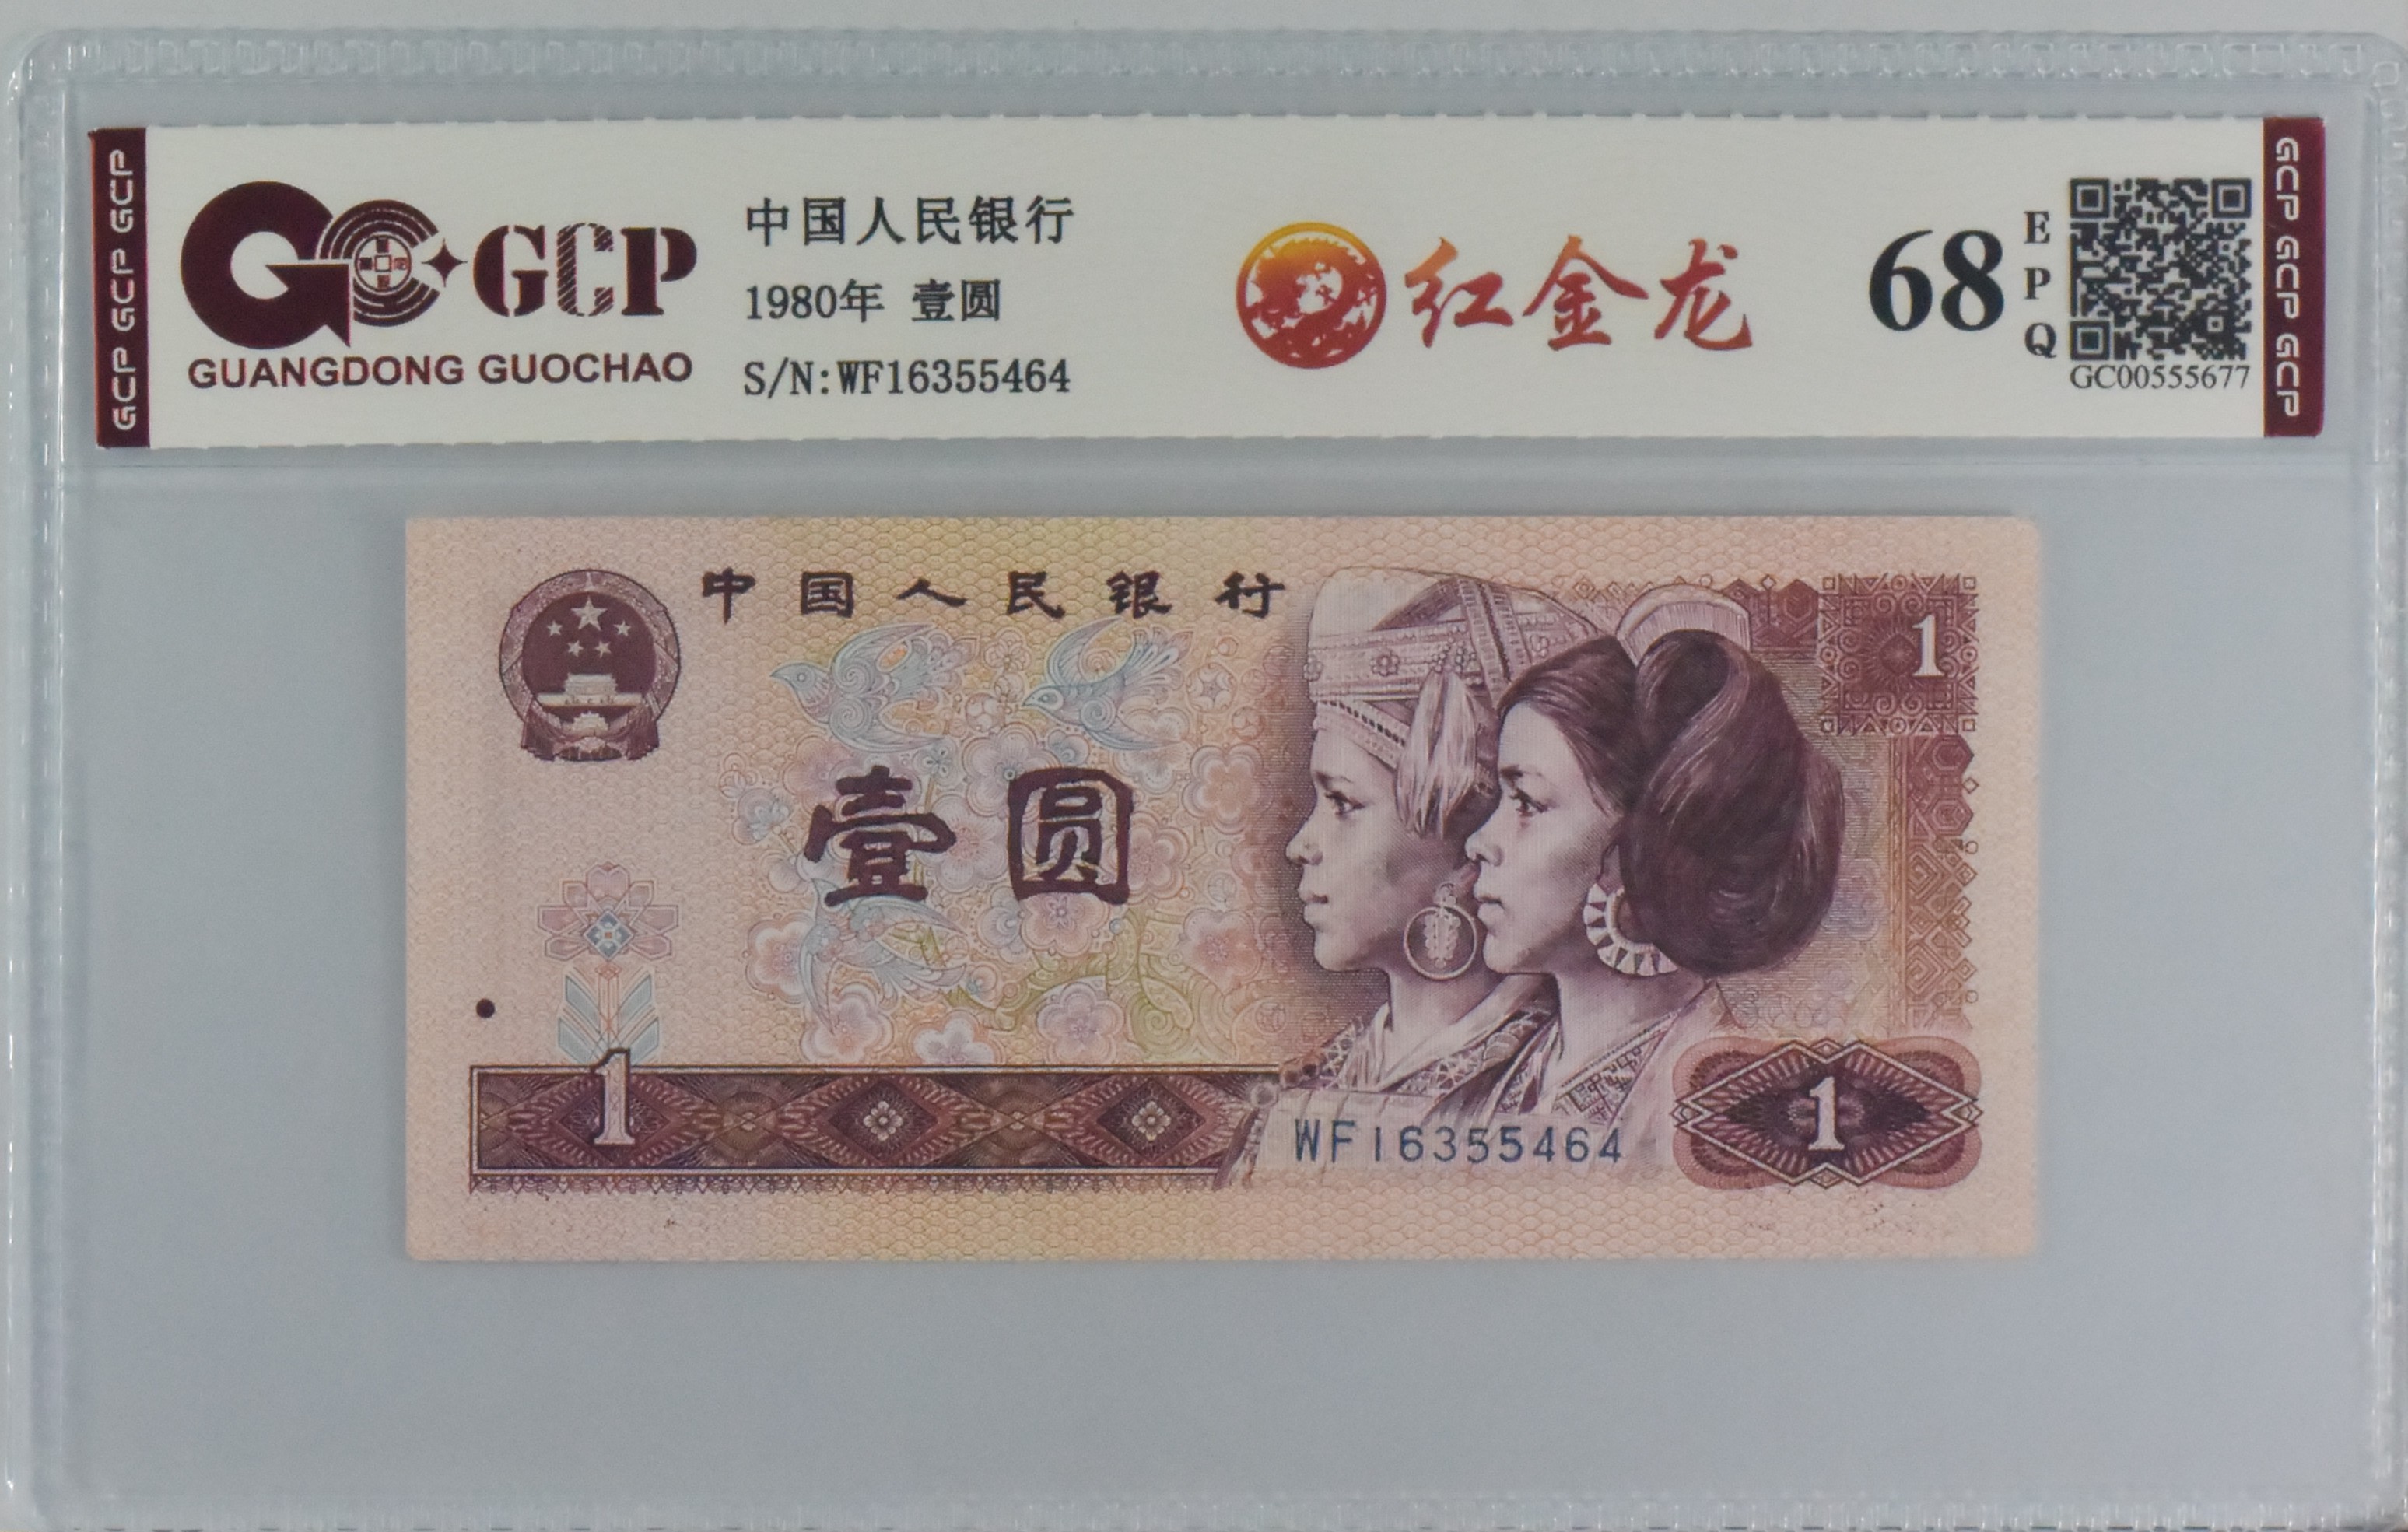 GCP GCP GCP
GCP
GUANGDONG GUOCHAO
中国人民银行
1980年 壹圆
S/N:WF16355464
红金龙
68
E
P
Q
GC00555677
GCP GCP GCP
中国人民银行
1
壹圆
1
WF16355464
1